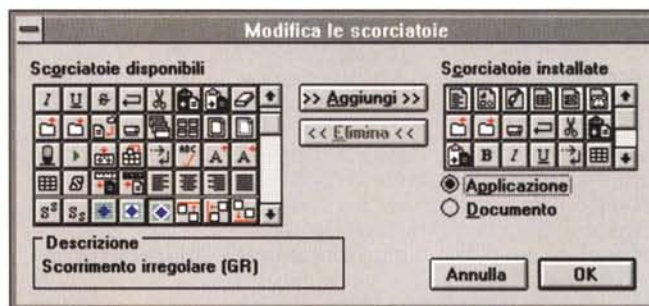 Modifica le scorciatoie
Scorciatoie disponibili
Scorciatoie installate
>> Aggiungi >>
<< Elimina <<
Applicazione
Documento
Descrizione
Scorrimento irregolare (GR)
Annulla
OK